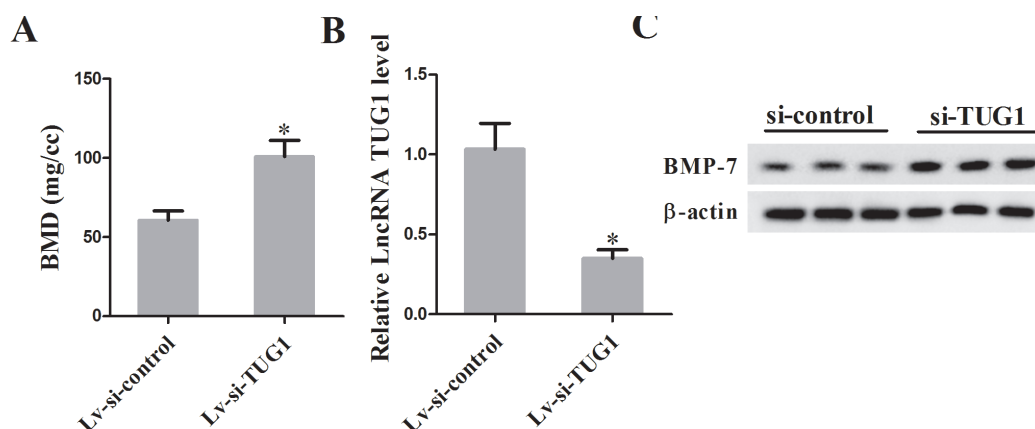 A
BMD (mg/cc)
150
100
50
0
*
Lv-si-control
Lv-si-TUG1
B
Relative LncRNA TUG1 level
1.5
1.0
0.5
0.0
*
Lv-si-control
Lv-si-TUG1
C
si-control
si-TUG1
BMP-7
β-actin